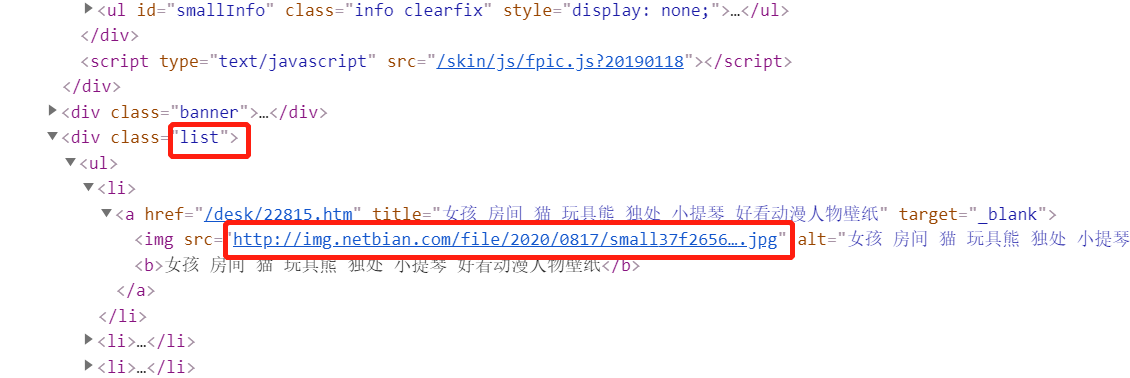 <ul id="smallInfo" class="info clearfix" style="display: none;">…</ul>
</div>
<script type="text/javascript" src="/skin/js/fpic.js?20190118"></script>
</div>
<div class="banner">…</div>
<div class="list">
<ul>
<li>
<a href="/desk/22815.htm" title="女孩 房间 猫 玩具熊 独处 小提琴 好看动漫人物壁纸" target="_blank">
<img src="http://img.netbian.com/file/2020/0817/small37f2656….jpg" alt="女孩 房间 猫 玩具熊 独处 小提琴
<b>女孩 房间 猫 玩具熊 独处 小提琴 好看动漫人物壁纸</b>
</a>
</li>
<li>…</li>
<li>…</li>